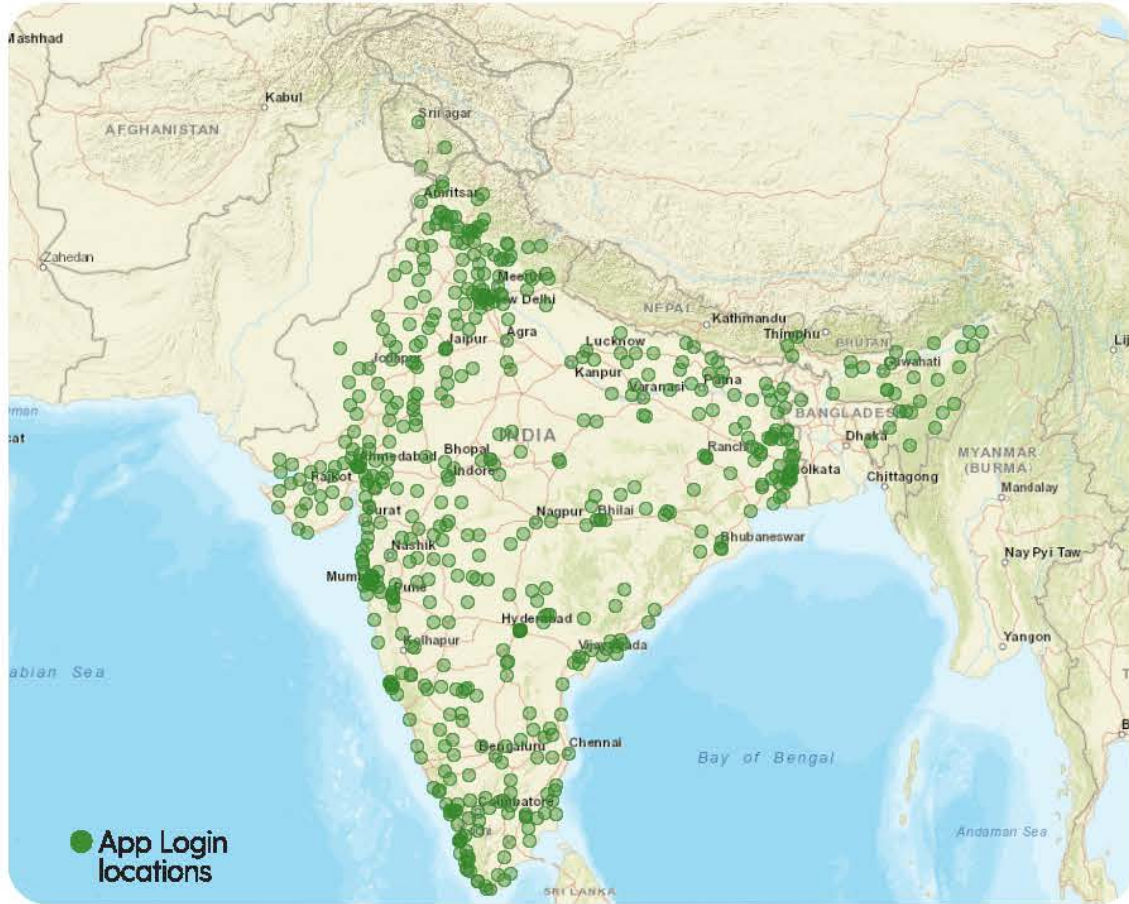 Mashhad
Kabul
AFGHANISTAN
Srinagar
Amritsar
Zahedan
Meerut
New Delhi
NEPAL
Kathmandu
Thimphu
BHUTAN
Agra
Jaipur
Lucknow
Jodhpur
Kanpur
Guwahati
Varanasi
Patna
BANGLADESH
INDIA
Dhaka
Ranchi
Bhopal
Ahmedabad
MYANMAR
(BURMA)
Indore
Rajkot
Kolkata
Chittagong
Mandalay
Surat
Nagpur
Bhilai
Bhubaneswar
Nashik
Nay Pyi Taw
Mumbai
Pune
Hyderabad
Kolhapur
Vijayawada
Yangon
abian Sea
Bengaluru
Chennai
Bay of Bengal
Coimbatore
Andaman Sea
App Login
locations
SRI LANKA